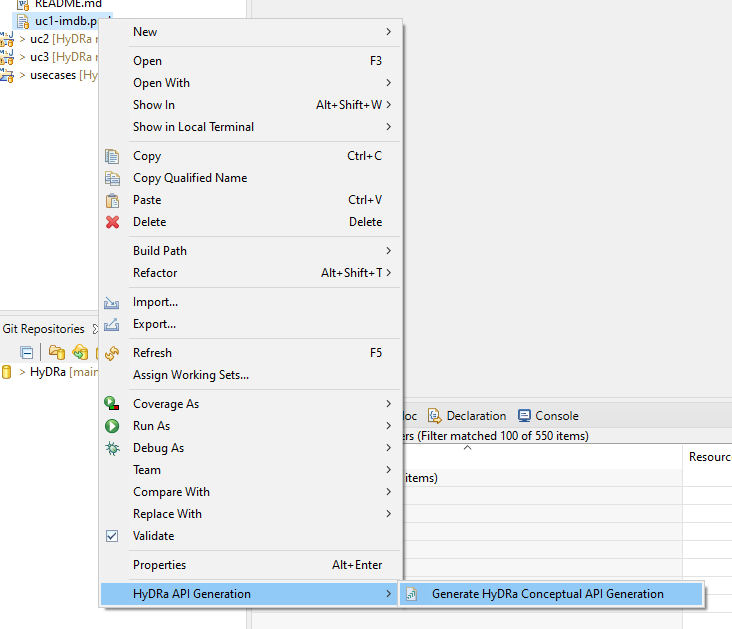 README.md
uc1-imdb.p
uc2 [HyDRa
uc3 [HyDRa
usecases [Hy
New
Open F3
Open With
Show In Alt+Shift+W
Show in Local Terminal
Copy Ctrl+C
Copy Qualified Name
Paste Ctrl+V
Delete Delete
Build Path
Refactor Alt+Shift+T
Import...
Export...
Refresh F5
Assign Working Sets...
Coverage As
Run As
Debug As
Team
Compare With
Replace With
Validate
Properties Alt+Enter
HyDRa API Generation
Generate HyDRa Conceptual API Generation
Git Repositories
HyDRa [main
oc Declaration Console
ers (Filter matched 100 of 550 items)
Resourc
items)